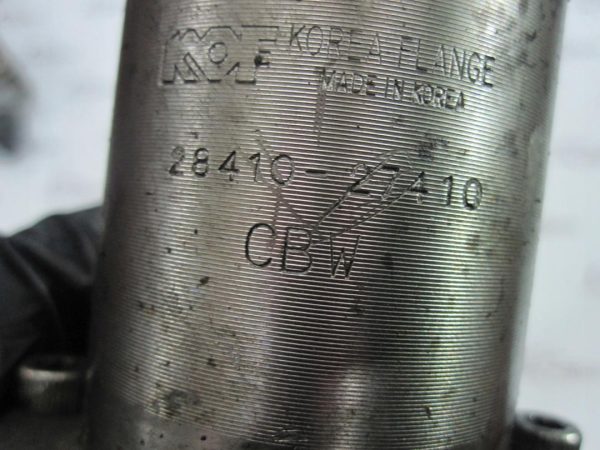 KOF KOREA FLANGE
MADE IN KOREA
28410-27410
CBW